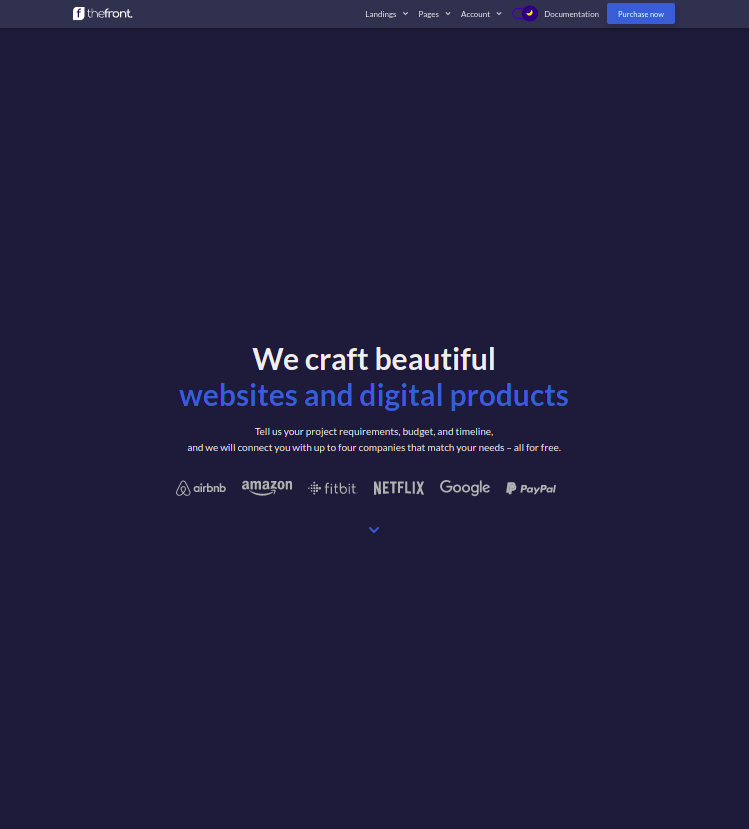 thefront.
Landings
Pages
Account
Documentation
Purchase now
We craft beautiful
websites and digital products
Tell us your project requirements, budget, and timeline,
and we will connect you with up to four companies that match your needs – all for free.
airbnb
amazon
fitbit
NETFLIX
Google
PayPal